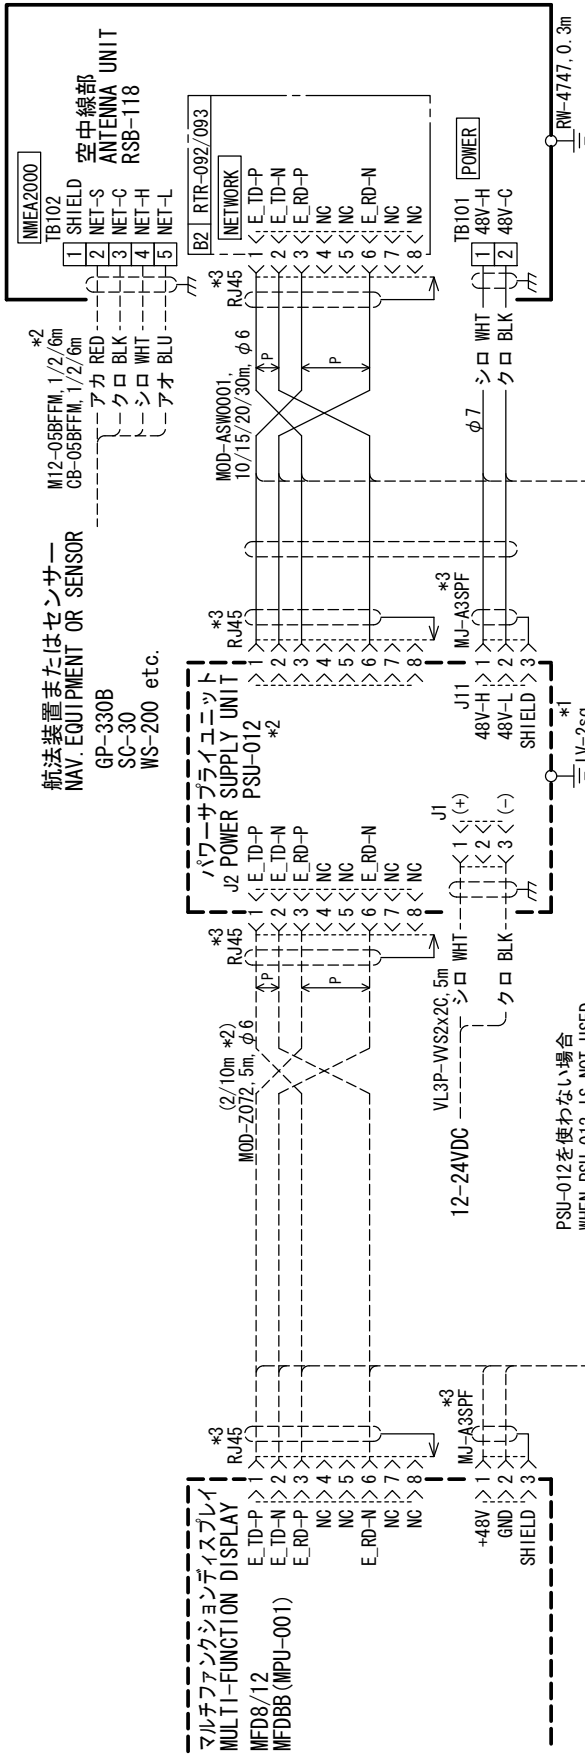 マルチファンクションディスプレイ
MULTI-FUNCTION DISPLAY
MFD8/12
MFDBB(MPU-001)
E_TD-P
E_TD-N
E_RD-P
NC
NC
E_RD-N
NC
NC
1
2
3
4
5
6
7
8
*3
RJ45
+48V
GND
SHIELD
1
2
3
*3
MJ-A3SPF
(2/10m *2)
MOD-Z072, 5m, φ6
P
P
12-24VDC
VL3P-VVS2x2C, 5m
シロ WHT
クロ BLK
PSU-012を使わない場合
WHEN PSU-012 IS NOT USED
*3
RJ45
1
2
3
4
5
6
7
8
パワーサプライユニット
J2 POWER SUPPLY UNIT
PSU-012
*2
E_TD-P
E_TD-N
E_RD-P
NC
NC
E_RD-N
NC
NC
J1
1
2
3
(+)
(-)
1
2
3
4
5
6
7
8
*3
RJ45
J11
48V-H
48V-L
SHIELD
1
2
3
*3
MJ-A3SPF
*1
IV-2sq.
航法装置またはセンサー
NAV. EQUIPMENT OR SENSOR
GP-330B
SC-30
WS-200 etc.
*2
M12-05BFFM, 1/2/6m
CB-05BFFM, 1/2/6m
アカ RED
クロ BLK
シロ WHT
アオ BLU
MOD-ASW0001,
10/15/20/30m, φ6
P
P
φ7
シロ WHT
クロ BLK
NMEA2000
TB102
1 SHIELD
2 NET-S
3 NET-C
4 NET-H
5 NET-L
空中線部
ANTENNA UNIT
RSB-118
B2 RTR-092/093
NETWORK
*3
RJ45
1 E_TD-P
2 E_TD-N
3 E_RD-P
4 NC
5 NC
6 E_RD-N
7 NC
8 NC
TB101
POWER
1 48V-H
2 48V-C
RW-4747, 0.3m